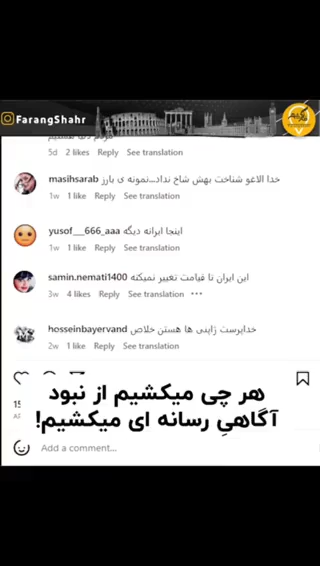 FarangShahr
5d 2 likes Reply See translation
masihsarab خدا الاغو شناخت بهش شاخ نداد...نمونه ی بارز
1w 1 like Reply See translation
yusof__666_aaa اینجا ایرانه دیگه
1w 1 like Reply See translation
samin.nemati1400 این ایران تا قیامت تغییر نمیکنه
3w 4 likes Reply See translation •••
hosseinbayervand خداپرست ژاپنی ها هستن خلاص
2w 1 like Reply See translation
هر چی میکشیم از نبود
آگاهیِ رسانه ای میکشیم!
Add a comment...